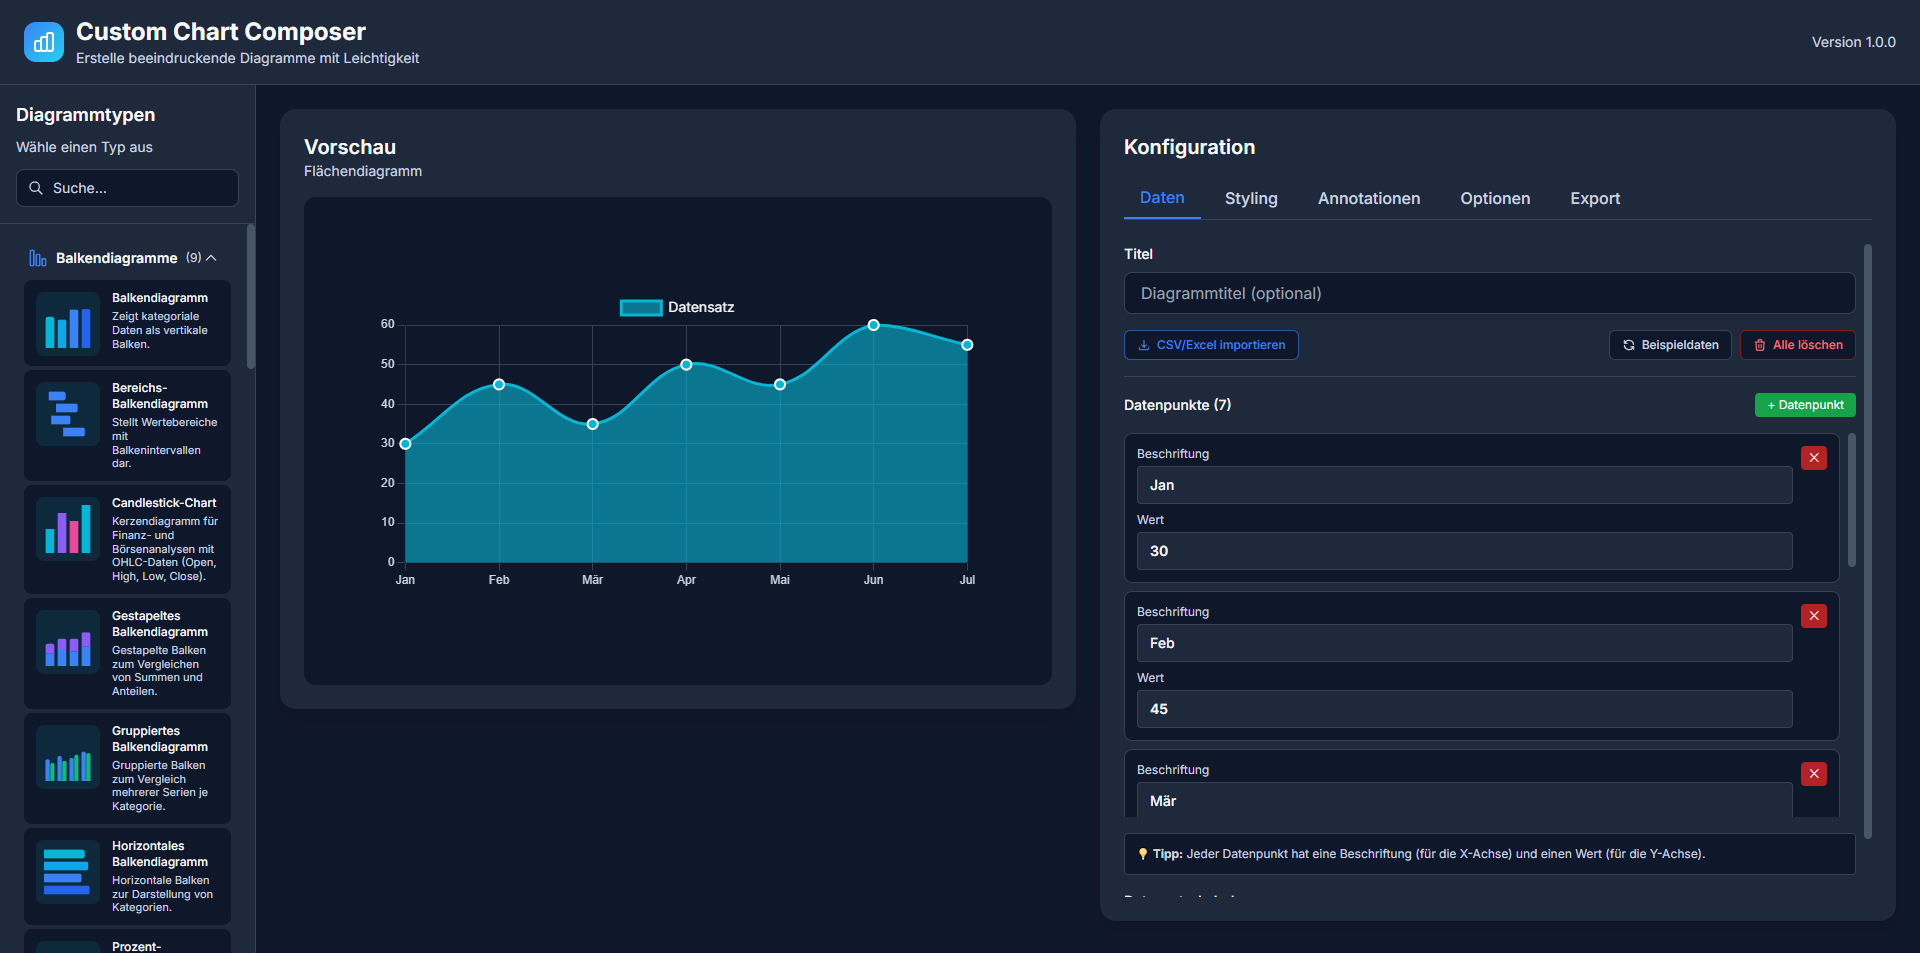 Custom Chart Composer
Erstelle beeindruckende Diagramme mit Leichtigkeit
Version 1.0.0
Diagrammtypen
Wähle einen Typ aus
Suche...
Balkendiagramme (9)
Balkendiagramm
Zeigt kategoriale
Daten als vertikale
Balken.
Bereichs-
Balkendiagramm
Stellt Wertebereiche
mit
Balkenintervallen
dar.
Candlestick-Chart
Kerzendiagramm für
Finanz- und
Börsenanalysen mit
OHLC-Daten (Open,
High, Low, Close).
Gestapeltes
Balkendiagramm
Gestapelte Balken
zum Vergleichen
von Summen und
Anteilen.
Gruppiertes
Balkendiagramm
Gruppierte Balken
zum Vergleich
mehrerer Serien je
Kategorie.
Horizontales
Balkendiagramm
Horizontale Balken
zur Darstellung von
Kategorien.
Prozent-
Vorschau
Flächendiagramm
Datensatz
60
50
40
30
20
10
0
Jan Feb Mär Apr Mai Jun Jul
Konfiguration
Daten Styling Annotationen Optionen Export
Titel
Diagrammtitel (optional)
CSV/Excel importieren
Beispieldaten
Alle löschen
Datenpunkte (7)
+ Datenpunkt
Beschriftung
Jan
Wert
30
Beschriftung
Feb
Wert
45
Beschriftung
Mär
Tipp: Jeder Datenpunkt hat eine Beschriftung (für die X-Achse) und einen Wert (für die Y-Achse).